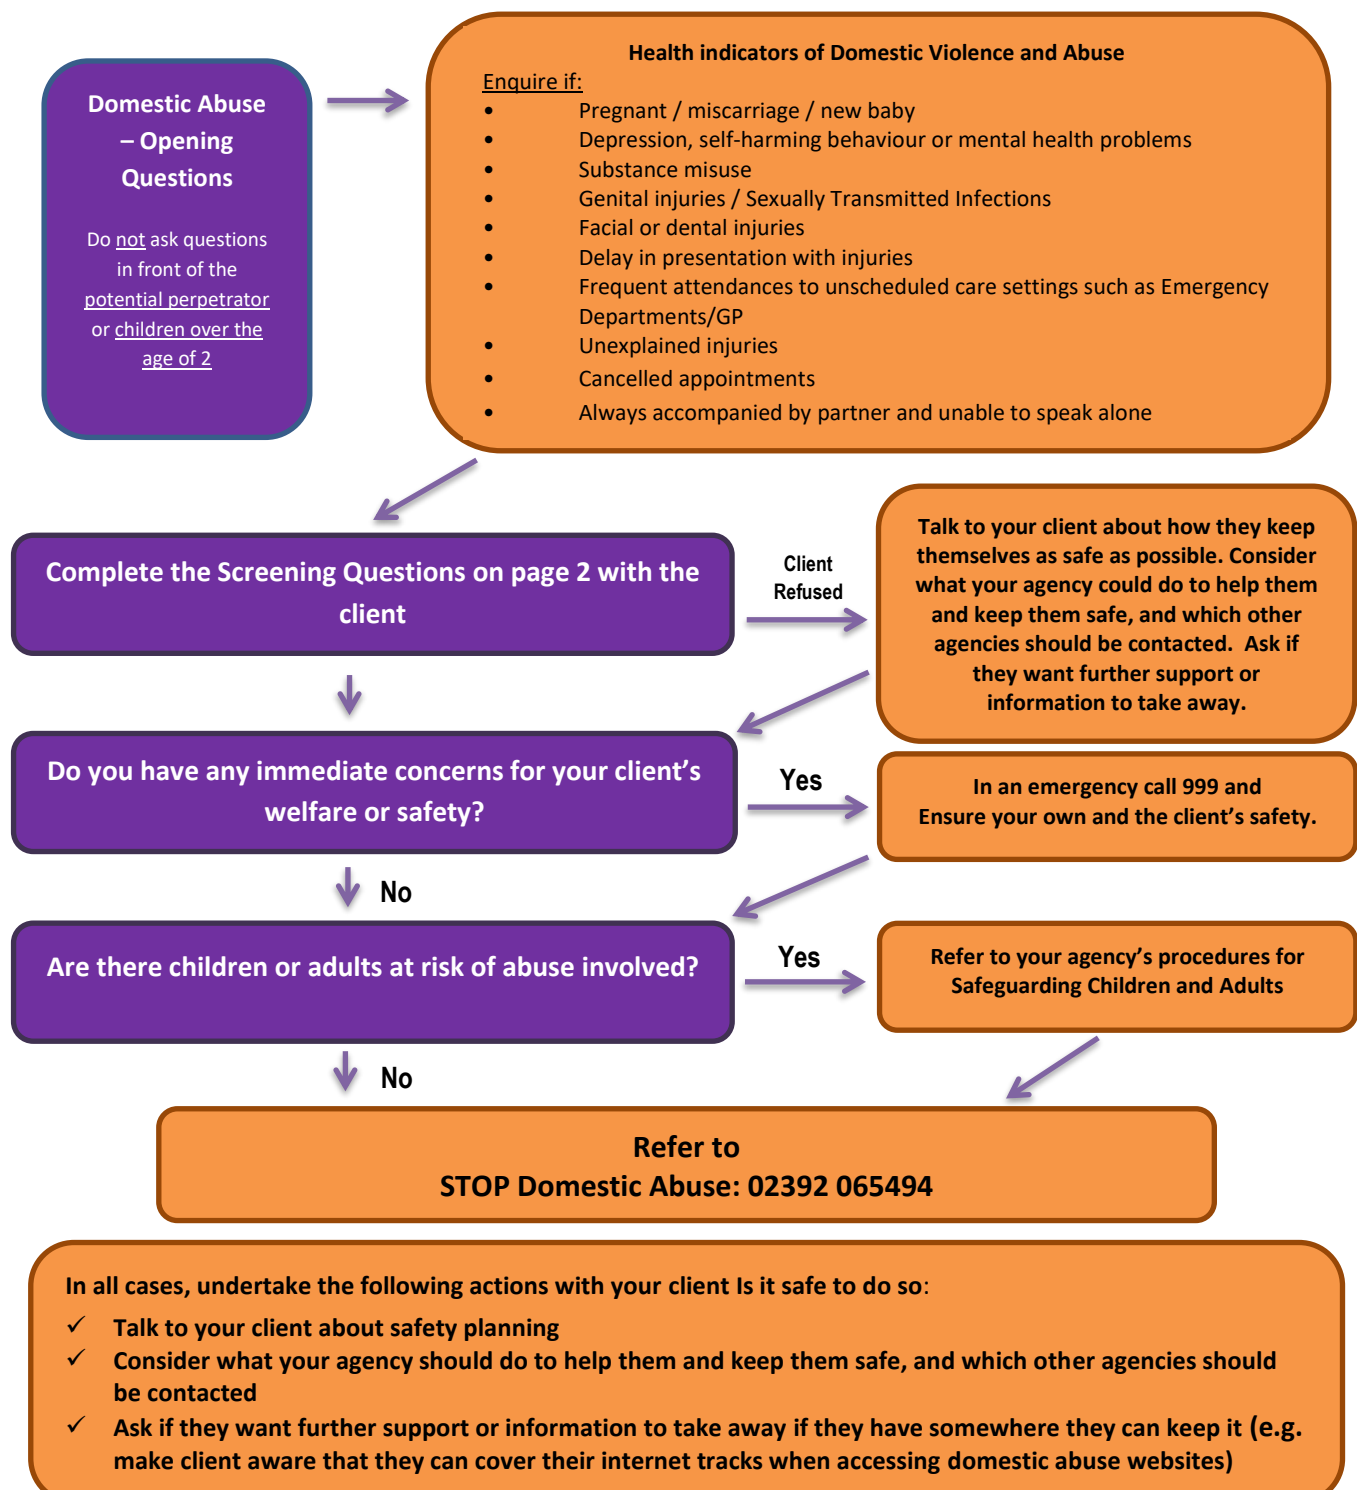 Domestic Abuse
– Opening
Questions
Do not ask questions
in front of the
potential perpetrator
or children over the
age of 2
Health indicators of Domestic Violence and Abuse
Enquire if:
• Pregnant / miscarriage / new baby
• Depression, self-harming behaviour or mental health problems
• Substance misuse
• Genital injuries / Sexually Transmitted Infections
• Facial or dental injuries
• Delay in presentation with injuries
• Frequent attendances to unscheduled care settings such as Emergency
Departments/GP
• Unexplained injuries
• Cancelled appointments
• Always accompanied by partner and unable to speak alone
Complete the Screening Questions on page 2 with the
client
Client
Refused
Talk to your client about how they keep
themselves as safe as possible. Consider
what your agency could do to help them
and keep them safe, and which other
agencies should be contacted.  Ask if
they want further support or
information to take away.
Do you have any immediate concerns for your client’s
welfare or safety?
Yes
In an emergency call 999 and
Ensure your own and the client’s safety.
No
Are there children or adults at risk of abuse involved?
Yes
Refer to your agency’s procedures for
Safeguarding Children and Adults
No
Refer to
STOP Domestic Abuse: 02392 065494
In all cases, undertake the following actions with your client Is it safe to do so:
✓ Talk to your client about safety planning
✓ Consider what your agency should do to help them and keep them safe, and which other agencies should
be contacted
✓ Ask if they want further support or information to take away if they have somewhere they can keep it (e.g.
make client aware that they can cover their internet tracks when accessing domestic abuse websites)